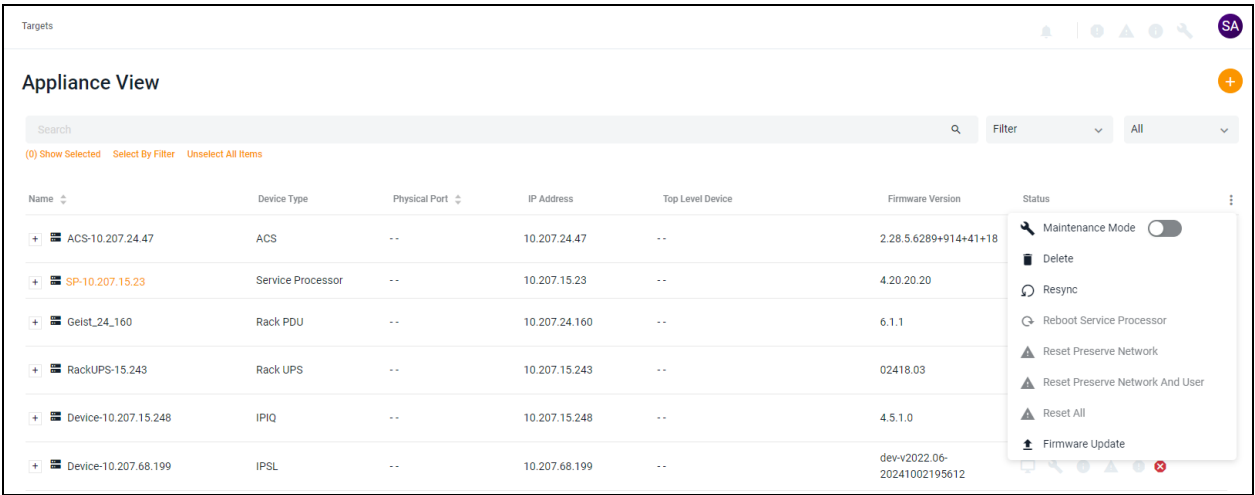 Targets
SA
Appliance View
+
Search
Filter
All
(0) Show Selected Select By Filter Unselect All Items
Name Device Type Physical Port IP Address Top Level Device Firmware Version Status
+ ACS-10.207.24.47 ACS -- 10.207.24.47 -- 2.28.5.6289+914+41+18
Maintenance Mode
Delete
+ SP-10.207.15.23 Service Processor -- 10.207.15.23 -- 4.20.20.20
Resync
+ Geist_24_160 Rack PDU -- 10.207.24.160 -- 6.1.1
Reboot Service Processor
Reset Preserve Network
+ RackUPS-15.243 Rack UPS -- 10.207.15.243 -- 02418.03
Reset Preserve Network And User
+ Device-10.207.15.248 IPIQ -- 10.207.15.248 -- 4.5.1.0
Reset All
Firmware Update
+ Device-10.207.68.199 IPSL -- 10.207.68.199 -- dev-v2022.06-
20241002195612